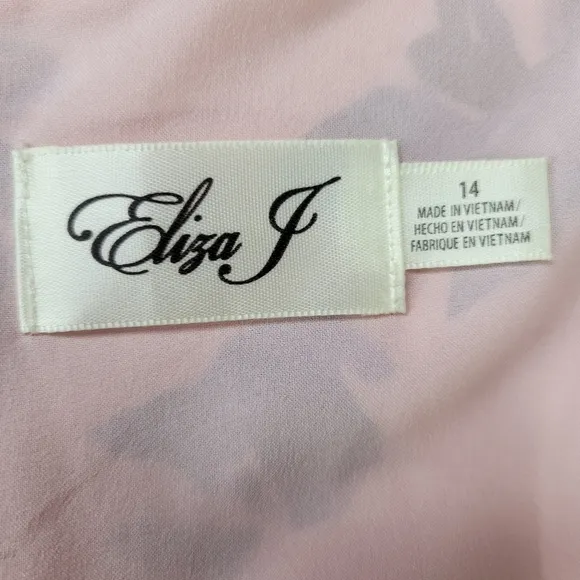 Eliza J
14
MADE IN VIETNAM/
HECHO EN VIETNAM/
FABRIQUE EN VIETNAM